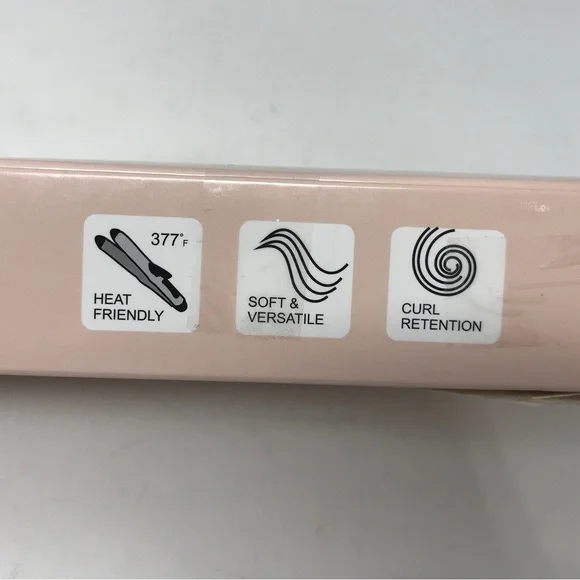 377°F
HEAT
FRIENDLY
SOFT &
VERSATILE
CURL
RETENTION